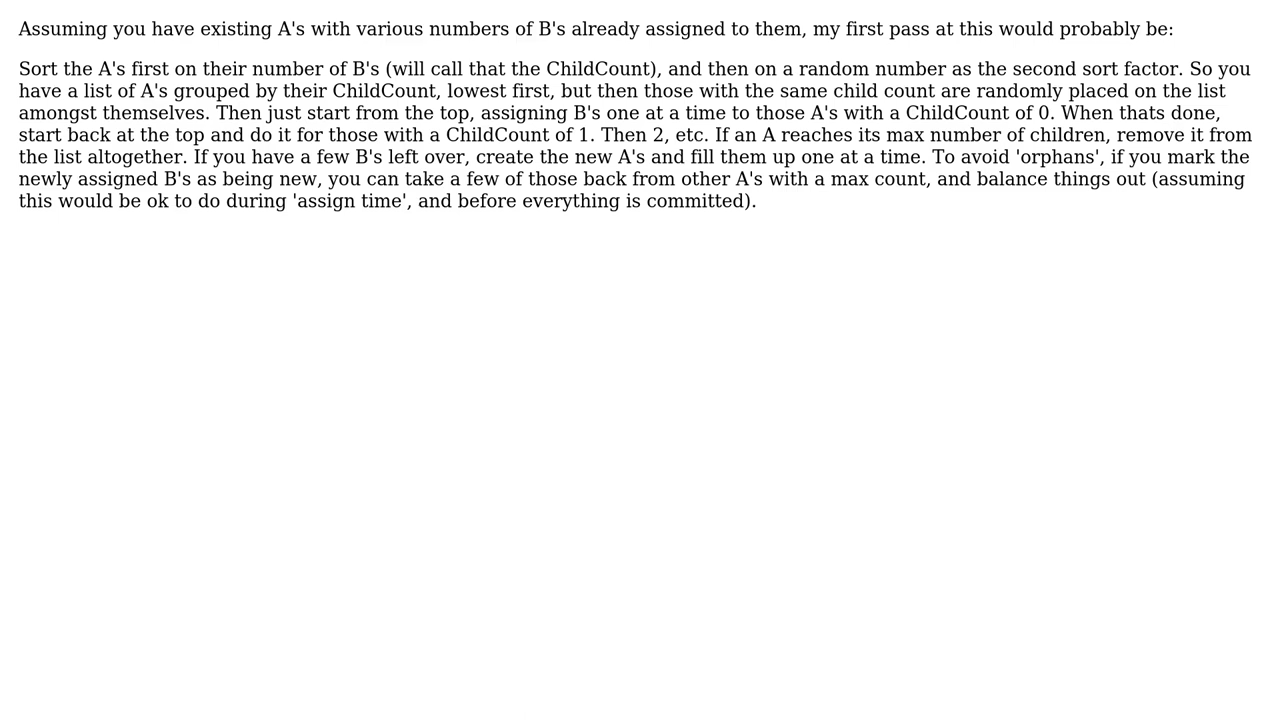 Assuming you have existing A's with various numbers of B's already assigned to them, my first pass at this would probably be:
Sort the A's first on their number of B's (will call that the ChildCount), and then on a random number as the second sort factor. So you
have a list of A's grouped by their ChildCount, lowest first, but then those with the same child count are randomly placed on the list
amongst themselves. Then just start from the top, assigning B's one at a time to those A's with a ChildCount of 0. When thats done,
start back at the top and do it for those with a ChildCount of 1. Then 2, etc. If an A reaches its max number of children, remove it from
the list altogether. If you have a few B's left over, create the new A's and fill them up one at a time. To avoid 'orphans', if you mark the
newly assigned B's as being new, you can take a few of those back from other A's with a max count, and balance things out (assuming
this would be ok to do during 'assign time', and before everything is committed).